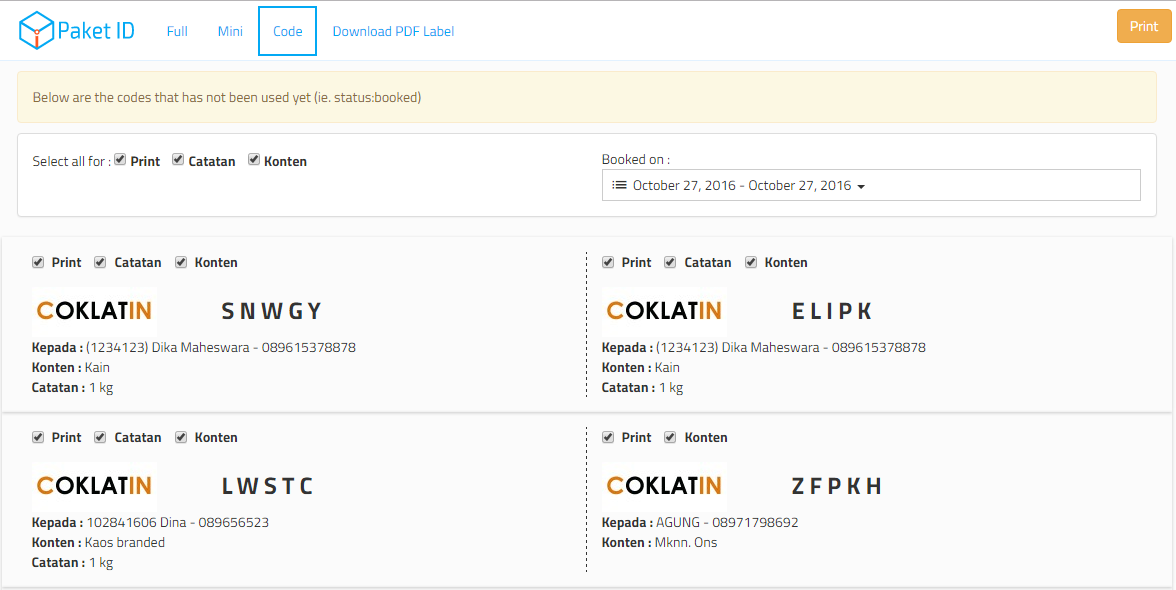 Paket ID Full Mini Code Download PDF Label Print
Below are the codes that has not been used yet (ie. status:booked)
Select all for : Print Catatan Konten
Booked on :
October 27, 2016 - October 27, 2016
Print Catatan Konten
COKLATIN SNWGY
Kepada : (1234123) Dika Maheswara - 089615378878
Konten : Kain
Catatan : 1 kg
Print Catatan Konten
COKLATIN ELIPK
Kepada : (1234123) Dika Maheswara - 089615378878
Konten : Kain
Catatan : 1 kg
Print Catatan Konten
COKLATIN LWSTC
Kepada : 102841606 Dina - 089656523
Konten : Kaos branded
Catatan : 1 kg
Print Konten
COKLATIN ZFPKH
Kepada : AGUNG - 08971798692
Konten : Mknn. Ons